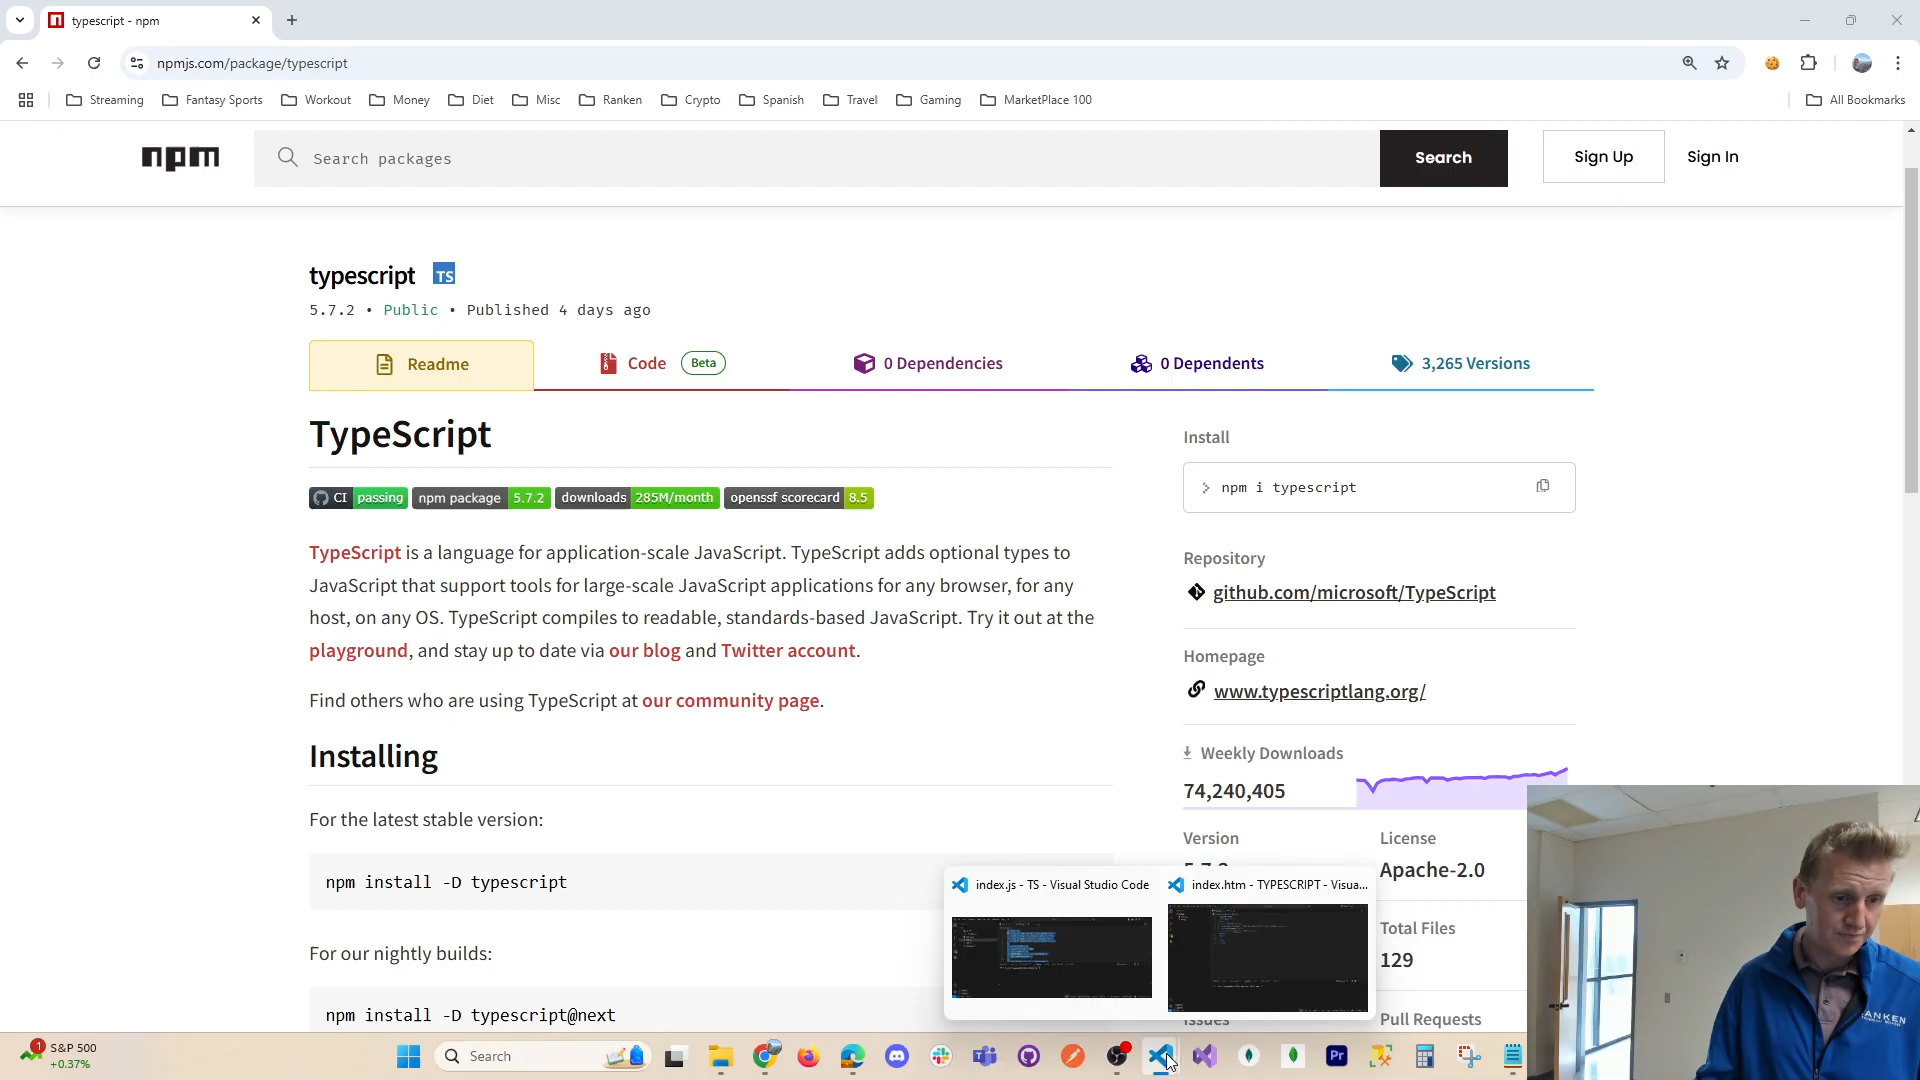 typescript - npm
npmjs.com/package/typescript
Streaming
Fantasy Sports
Workout
Money
Diet
Misc
Ranken
Crypto
Spanish
Travel
Gaming
MarketPlace 100
All Bookmarks
npm
Search packages
Search
Sign Up
Sign In
typescript TS
5.7.2 • Public • Published 4 days ago
Readme
Code Beta
0 Dependencies
0 Dependents
3,265 Versions
TypeScript
CI passing
npm package 5.7.2
downloads 285M/month
openssf scorecard 8.5
TypeScript is a language for application-scale JavaScript. TypeScript adds optional types to
JavaScript that support tools for large-scale JavaScript applications for any browser, for any
host, on any OS. TypeScript compiles to readable, standards-based JavaScript. Try it out at the
playground, and stay up to date via our blog and Twitter account.
Find others who are using TypeScript at our community page.
Installing
For the latest stable version:
npm install -D typescript
For our nightly builds:
npm install -D typescript@next
Install
> npm i typescript
Repository
github.com/microsoft/TypeScript
Homepage
www.typescriptlang.org/
Weekly Downloads
74,240,405
Version
License
Apache-2.0
Total Files
129
Issues
Pull Requests
index.js - TS - Visual Studio Code
index.htm - TYPESCRIPT - Visua...
1
S&P 500
+0.37%
Search
Pr